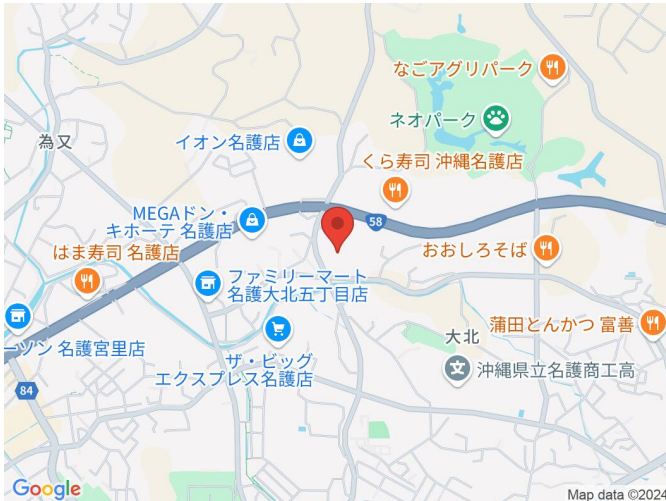 なごアグリパーク
ネオパーク
為又
イオン名護店
くら寿司 沖縄名護店
MEGAドン・
キホーテ 名護店
58
はま寿司 名護店
おおしろそば
ファミリーマート
名護大北五丁目店
蒲田とんかつ 富善
ーソン 名護宮里店
大北
ザ・ビッグ
エクスプレス名護店
文
沖縄県立名護商工高
84
Google
Map data ©2024